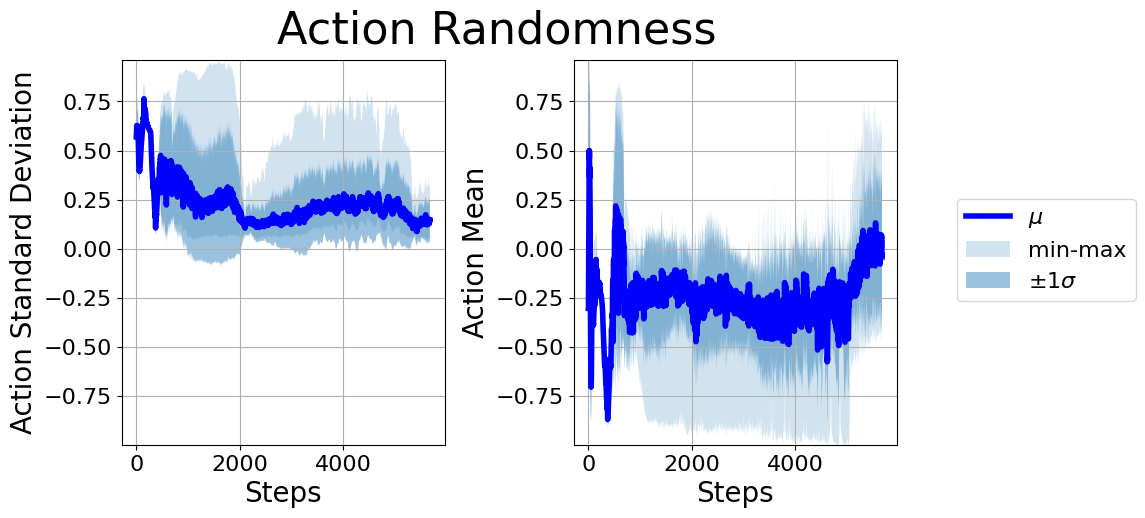 Action Randomness
Action Standard Deviation
0.75
0.50
0.25
0.00
−0.25
−0.50
−0.75
0 2000 4000
Steps
Action Mean
0.75
0.50
0.25
0.00
−0.25
−0.50
−0.75
0 2000 4000
Steps
μ
min-max
±1σ